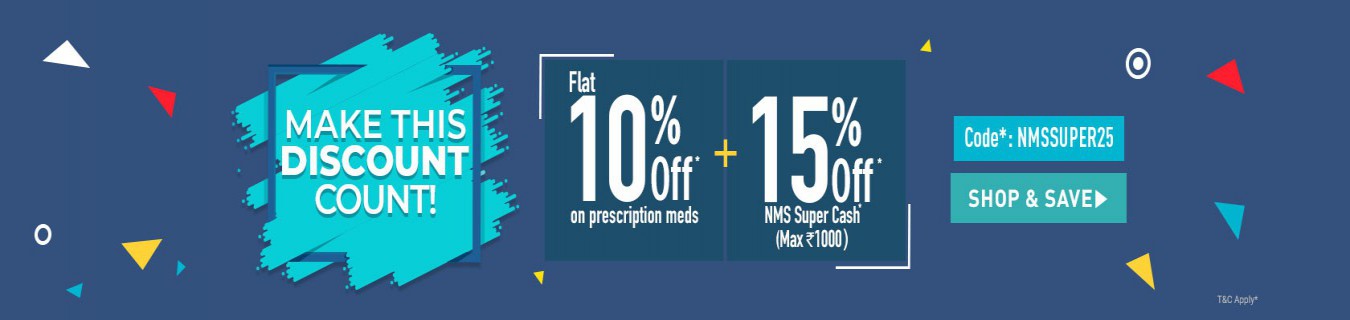 MAKE THIS
DISCOUNT
COUNT!
Flat
10% Off*
on prescription meds
+
15% Off*
NMS Super Cash*
(Max ₹1000)
Code*: NMSSUPER25
SHOP & SAVE
T&C Apply*